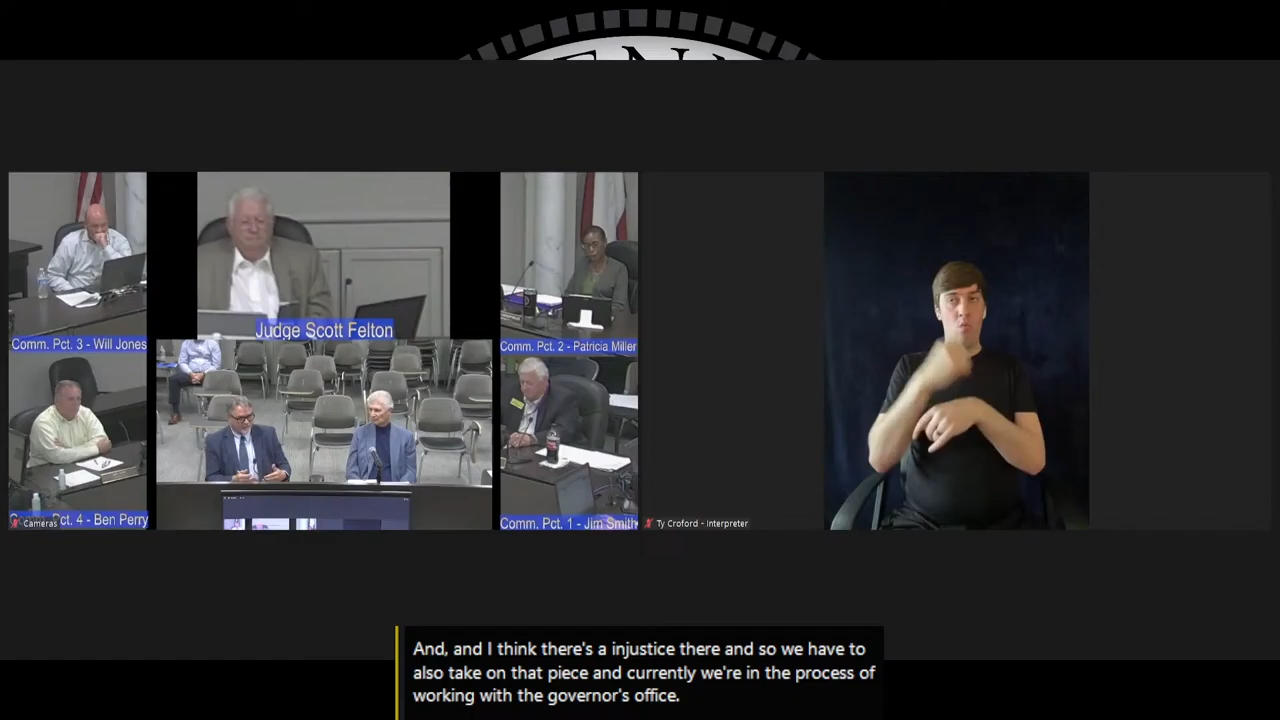 ENN
Judge Scott Felton
Comm. Pct. 3 - Will Jones
Comm. Pct. 2 - Patricia Miller
Cameras
Pct. 4 - Ben Perry
Comm. Pct. 1 - Jim Smith
Ty Croford - Interpreter
And, and I think there's a injustice there and so we have to
also take on that piece and currently we're in the process of
working with the governor's office.